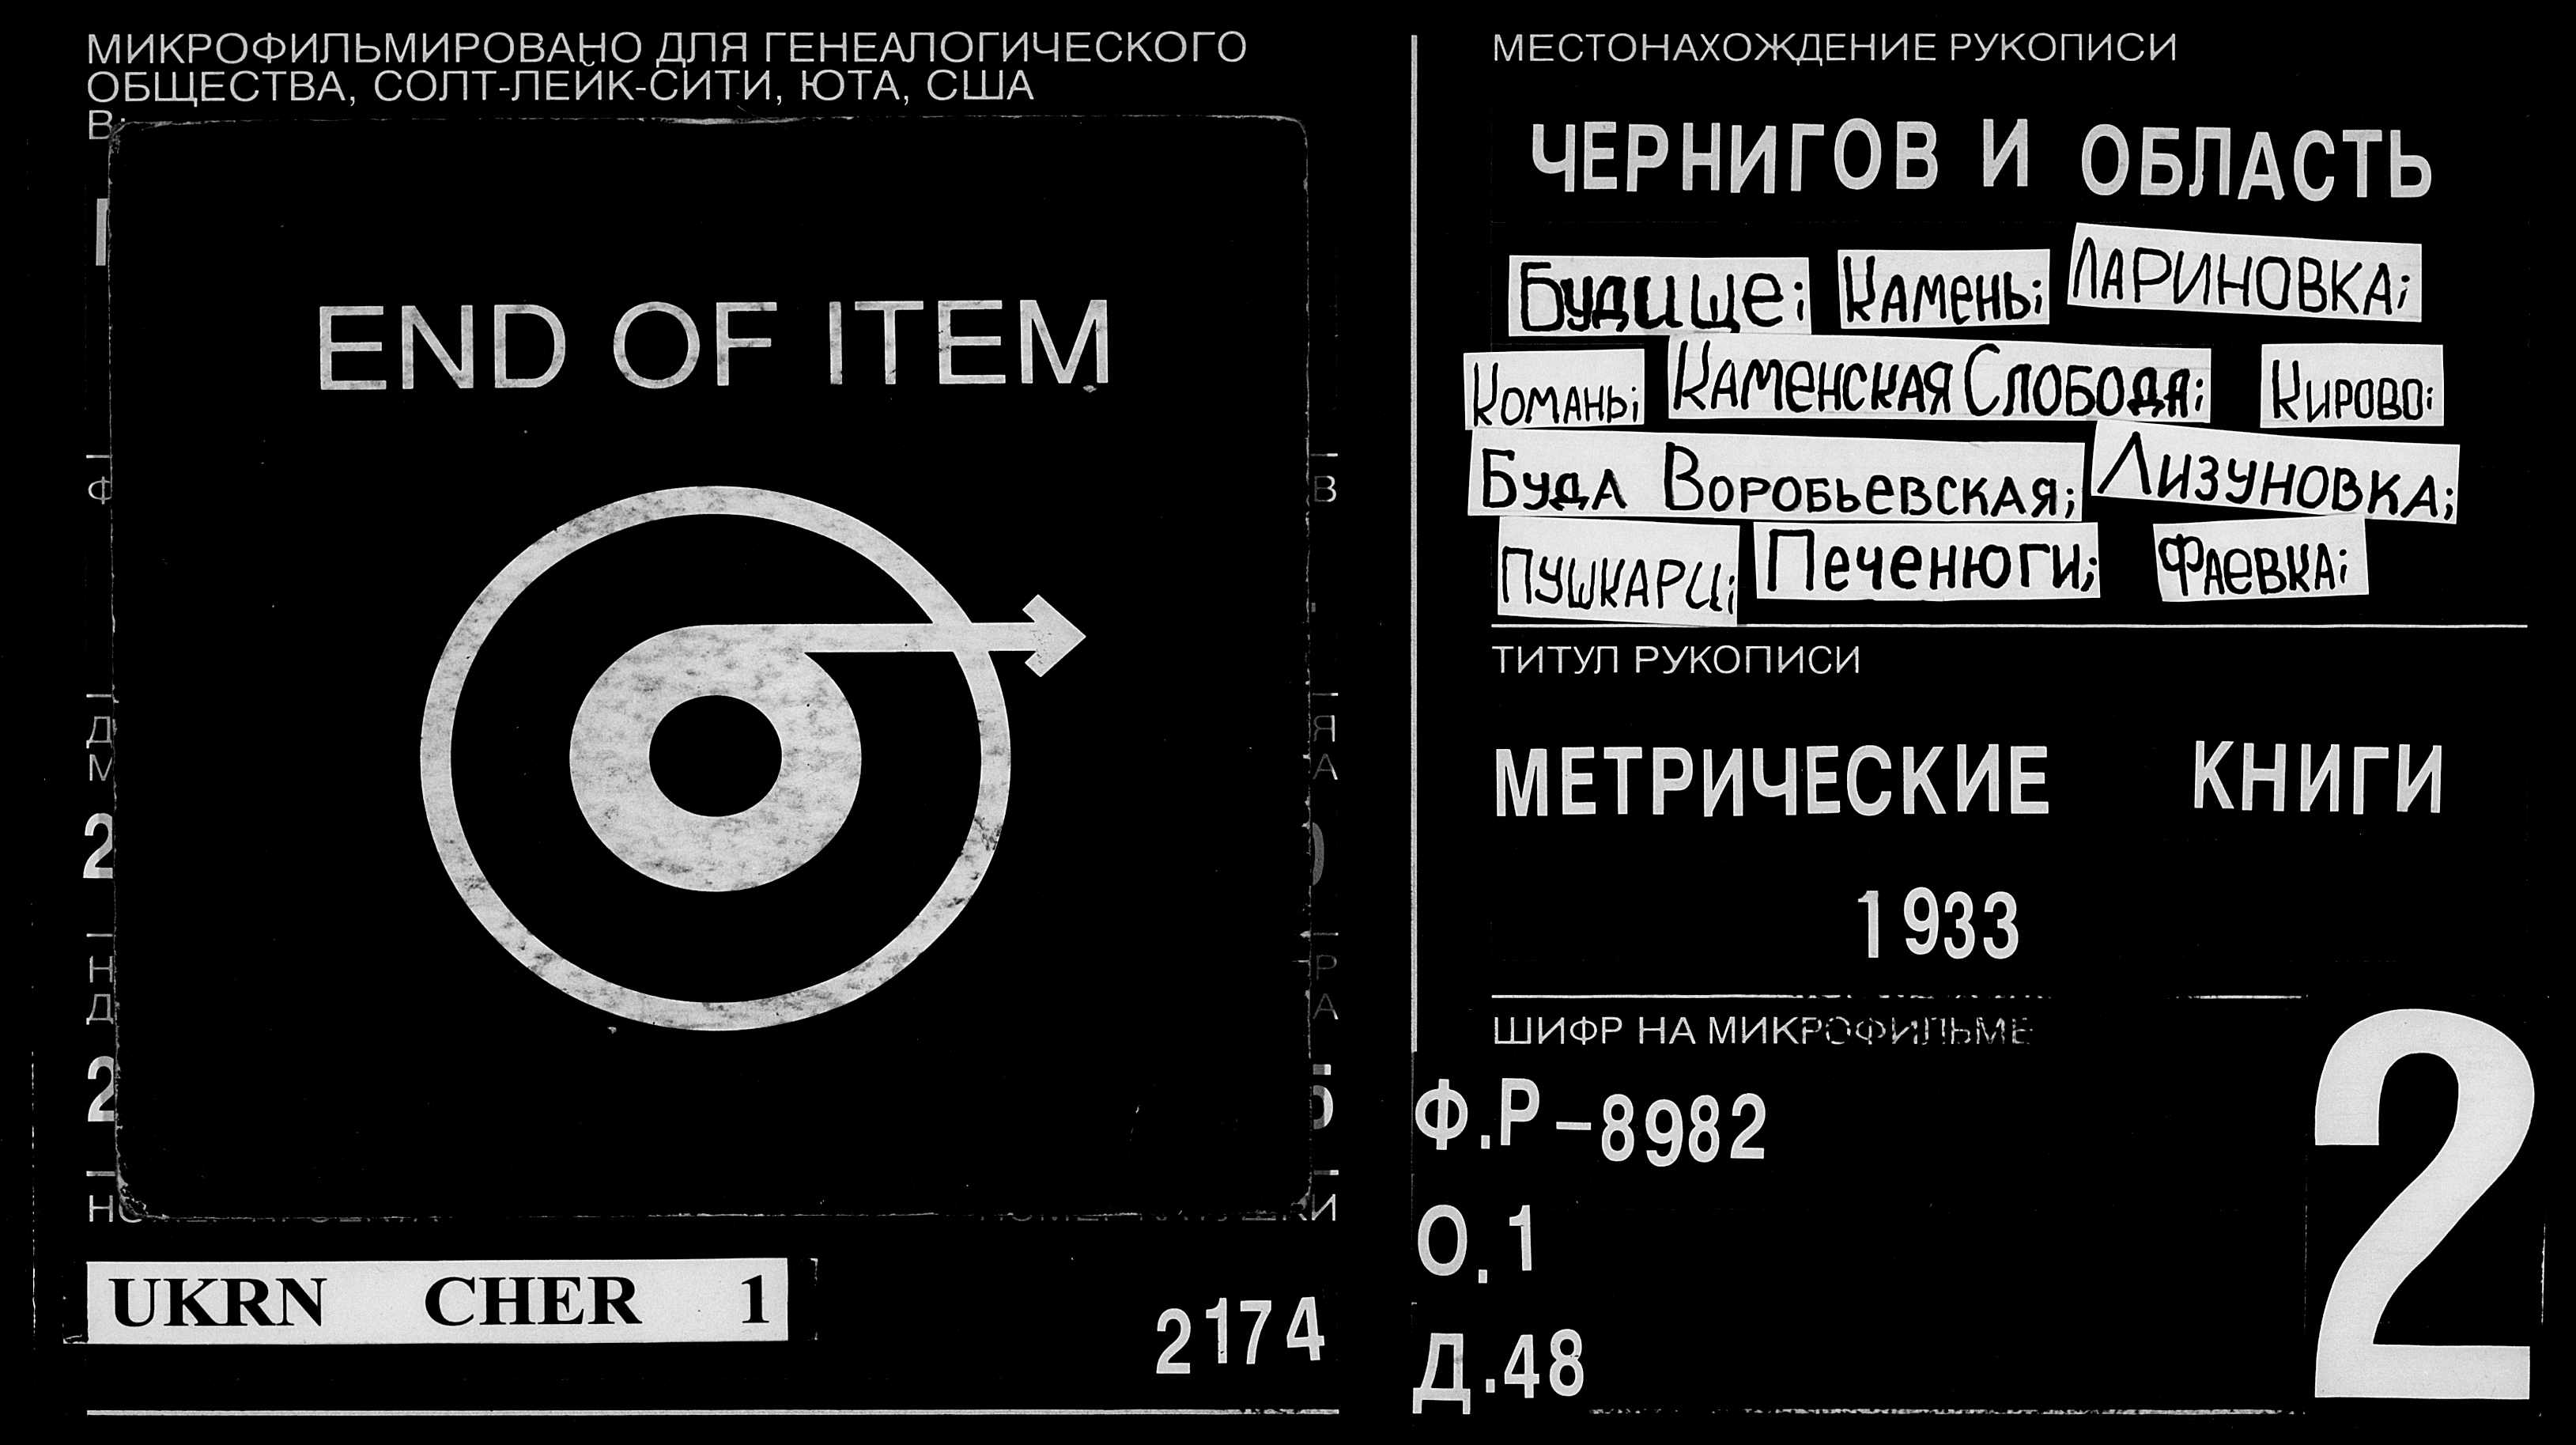 МИКРОФИЛЬМИРОВАНО ДЛЯ ГЕНЕАЛОГИЧЕСКОГО
ОБЩЕСТВА, СОЛТ-ЛЕЙК-СИТИ, ЮТА, США
В:
END OF ITEM
UKRN CHER 1
2174
МЕСТОНАХОЖДЕНИЕ РУКОПИСИ
ЧЕРНИГОВ И ОБЛАСТЬ
Будище; Камень; Лариновка;
Комань; Каменская Слобода; Кирово;
Буда Воробьевская; Лизуновка;
Пушкари; Печенюги; Фаевка;
ТИТУЛ РУКОПИСИ
МЕТРИЧЕСКИЕ КНИГИ
1933
ШИФР НА МИКРОФИЛЬМЕ
Ф.Р-8982
О.1
Д.48
2